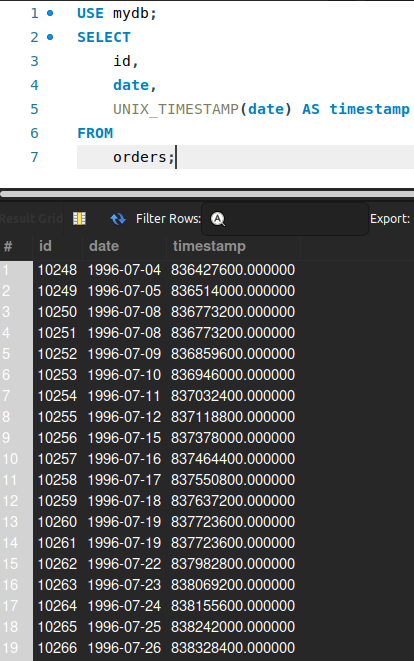 1 USE mydb;
2 SELECT
3 id,
4 date,
5 UNIX_TIMESTAMP(date) AS timestamp
6 FROM
7 orders;
Result Grid Filter Rows: A Export:
# id date timestamp
1 10248 1996-07-04 836427600.000000
2 10249 1996-07-05 836514000.000000
3 10250 1996-07-08 836773200.000000
4 10251 1996-07-08 836773200.000000
5 10252 1996-07-09 836859600.000000
6 10253 1996-07-10 836946000.000000
7 10254 1996-07-11 837032400.000000
8 10255 1996-07-12 837118800.000000
9 10256 1996-07-15 837378000.000000
10 10257 1996-07-16 837464400.000000
11 10258 1996-07-17 837550800.000000
12 10259 1996-07-18 837637200.000000
13 10260 1996-07-19 837723600.000000
14 10261 1996-07-19 837723600.000000
15 10262 1996-07-22 837982800.000000
16 10263 1996-07-23 838069200.000000
17 10264 1996-07-24 838155600.000000
18 10265 1996-07-25 838242000.000000
19 10266 1996-07-26 838328400.000000